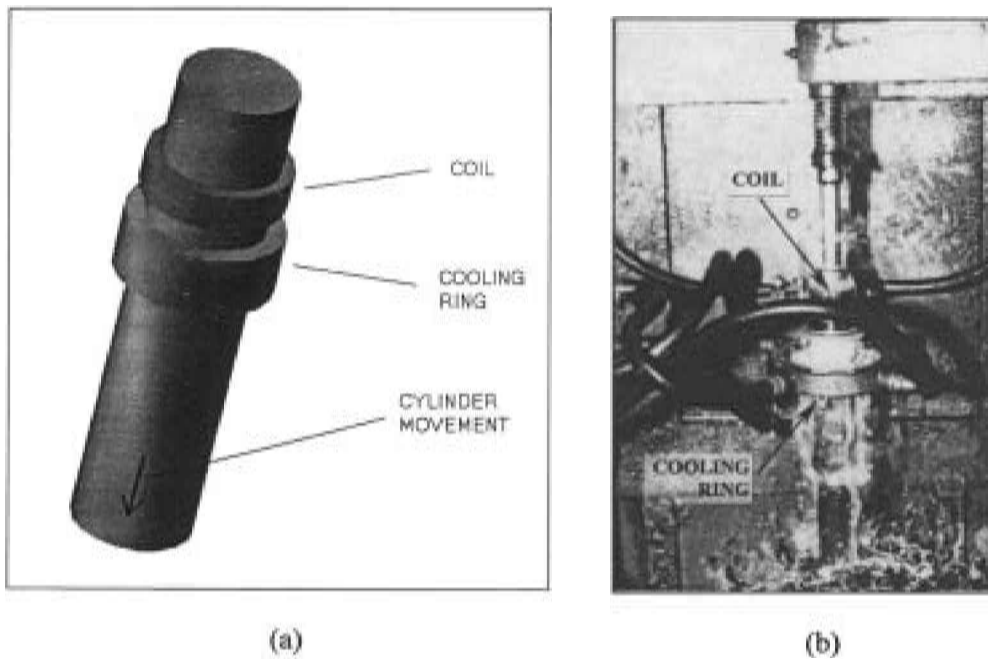 COIL
COOLING
RING
CYLINDER
MOVEMENT
(a)
COIL
COOLING
RING
(b)